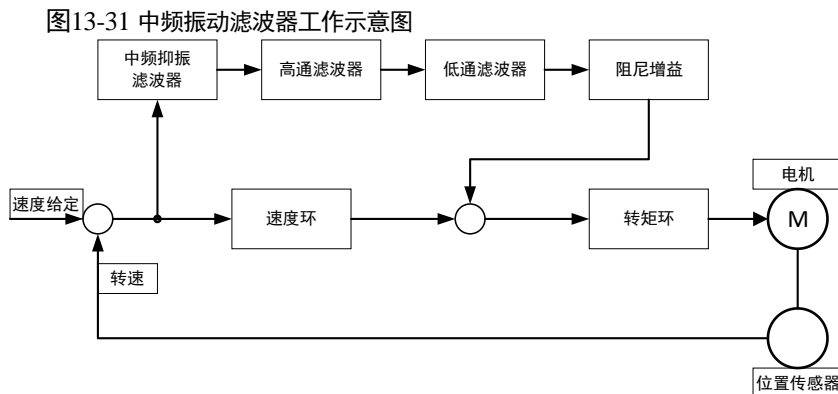 图13-31 中频振动滤波器工作示意图
中频抑振
滤波器
高通滤波器
低通滤波器
阻尼增益
速度给定
速度环
转矩环
电机
M
转速
位置传感器